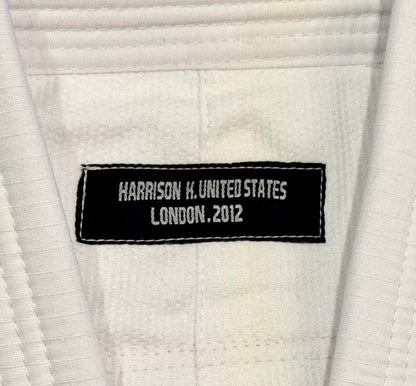 HARRISON K. UNITED STATES
LONDON. 2012